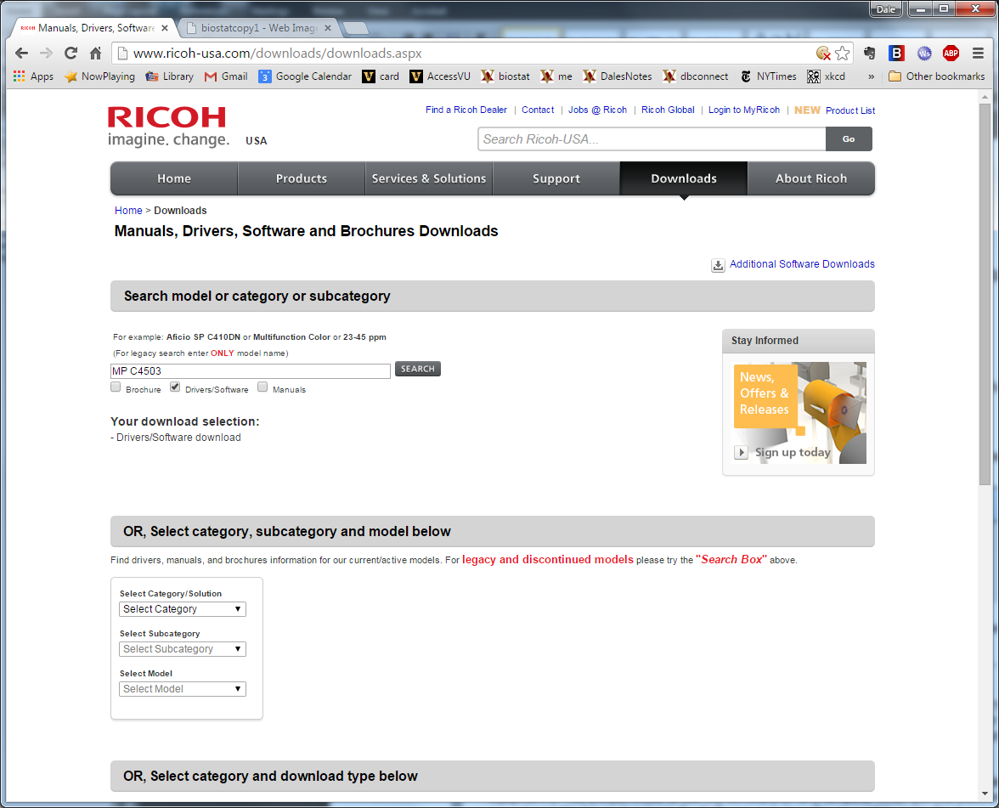 Dale
RICOH Manuals, Drivers, Software
biostatcopy1 - Web Imag
www.ricoh-usa.com/downloads/downloads.aspx
B Ws ABP
Apps NowPlaying Library Gmail 3 Google Calendar V card V AccessVU biostat me DalesNotes dbconnect NYTimes xkcd » Other bookmarks
RICOH
imagine. change. USA
Find a Ricoh Dealer | Contact | Jobs @ Ricoh | Ricoh Global | Login to MyRicoh | NEW Product List
Search Ricoh-USA... Go
Home Products Services & Solutions Support Downloads About Ricoh
Home > Downloads
Manuals, Drivers, Software and Brochures Downloads
Additional Software Downloads
Search model or category or subcategory
For example: Aficio SP C410DN or Multifunction Color or 23-45 ppm
(For legacy search enter ONLY model name)
MP C4503 SEARCH
Brochure Drivers/Software Manuals
Your download selection:
- Drivers/Software download
Stay Informed
News,
Offers &
Releases
Sign up today
OR, Select category, subcategory and model below
Find drivers, manuals, and brochures information for our current/active models. For legacy and discontinued models please try the "Search Box" above.
Select Category/Solution
Select Category
Select Subcategory
Select Subcategory
Select Model
Select Model
OR, Select category and download type below